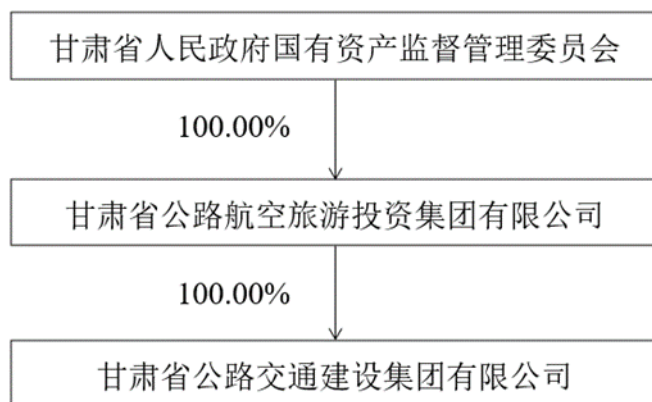 甘肃省人民政府国有资产监督管理委员会
100.00%
甘肃省公路航空旅游投资集团有限公司
100.00%
甘肃省公路交通建设集团有限公司